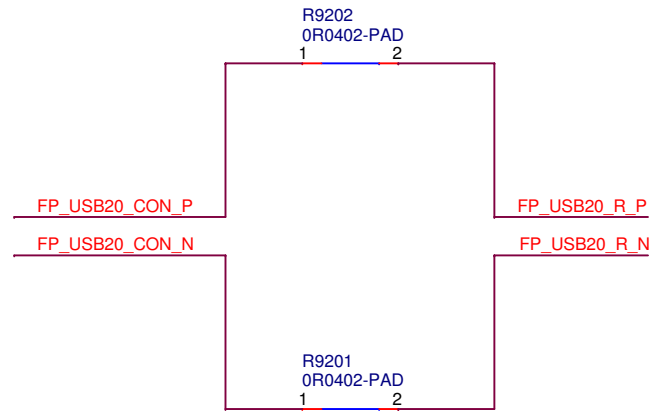 R9202
0R0402-PAD
1 2
FP_USB20_CON_P FP_USB20_R_P
FP_USB20_CON_N FP_USB20_R_N
R9201
0R0402-PAD
1 2